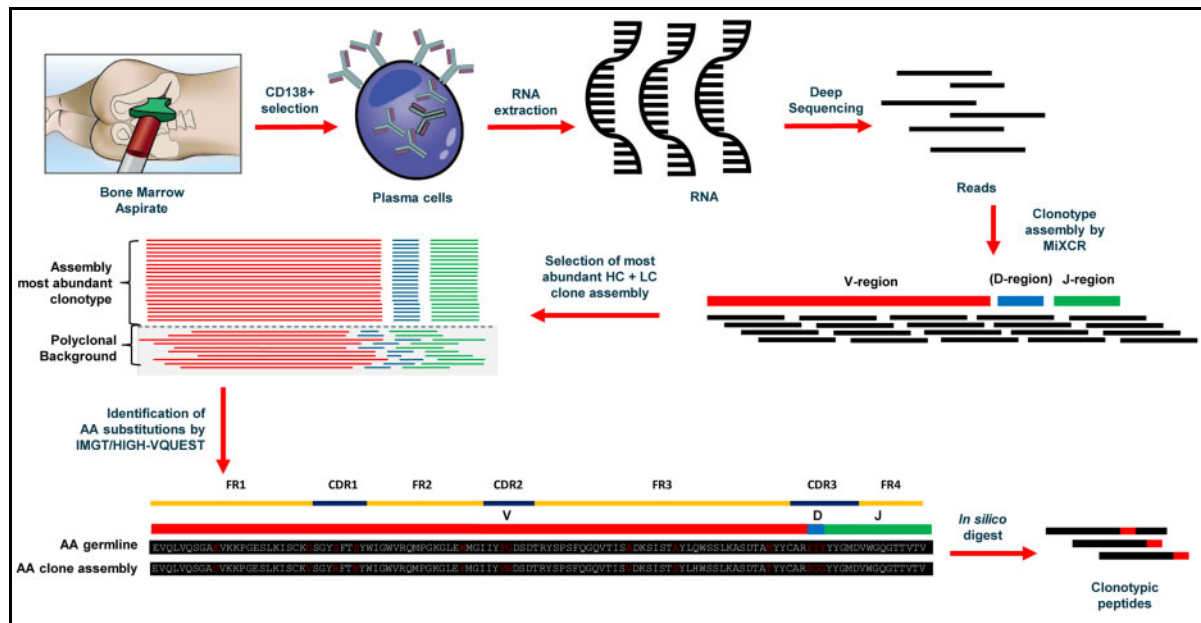 CD138+
selection
RNA
extraction
Deep
Sequencing
Bone Marrow
Aspirate
Plasma cells
RNA
Reads
Clonotype
assembly by
MiXCR
V-region
(D-region)
J-region
Selection of most
abundant HC + LC
clone assembly
Assembly
most abundant
clonotype
Polyclonal
Background
Identification of
AA substitutions by
IMGT/HIGH-VQUEST
FR1 CDR1 FR2 CDR2 FR3 CDR3 FR4
V D J
AA germline
AA clone assembly
In silico
digest
Clonotypic
peptides